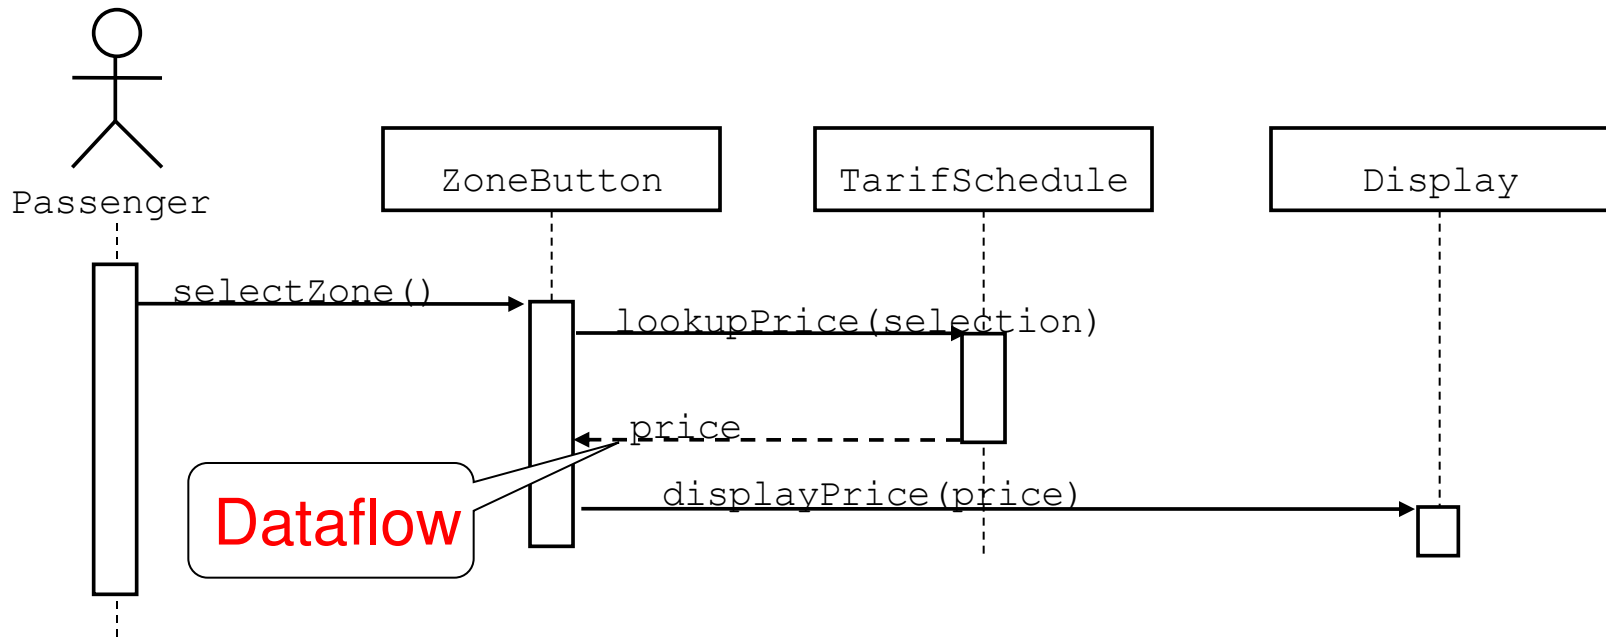 Passenger
ZoneButton
TarifSchedule
Display
selectZone()
lookupPrice(selection)
price
displayPrice(price)
Dataflow